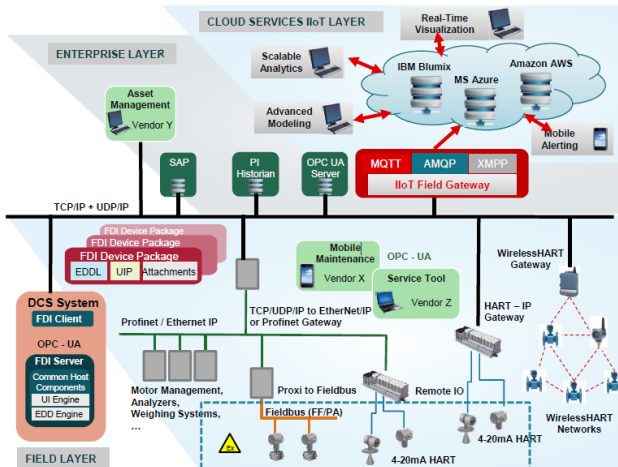 CLOUD SERVICES IIoT LAYER
Real-Time
Visualization
ENTERPRISE LAYER
Scalable
Analytics
IBM Blumix
MS Azure
Amazon AWS
Asset
Management
Vendor Y
Advanced
Modeling
Mobile
Alerting
SAP
PI
Historian
OPC UA
Server
MQTT
AMQP
XMPP
IIoT Field Gateway
TCP/IP + UDP/IP
FDI Device Package
FDI Device Package
FDI Device Package
EDDL
UIP
Attachments
Mobile
Maintenance
Vendor X
OPC - UA
Service Tool
Vendor Z
WirelessHART
Gateway
DCS System
FDI Client
OPC - UA
FDI Server
Common Host
Components
UI Engine
EDD Engine
TCP/UDP/IP to EtherNet/IP
or Profinet Gateway
HART – IP
Gateway
Profinet / Ethernet IP
Motor Management,
Analyzers,
Weighing Systems,
…
Proxi to Fieldbus
Remote IO
Fieldbus (FF/PA)
Ex
4-20mA HART
4-20mA HART
WirelessHART
Networks
FIELD LAYER